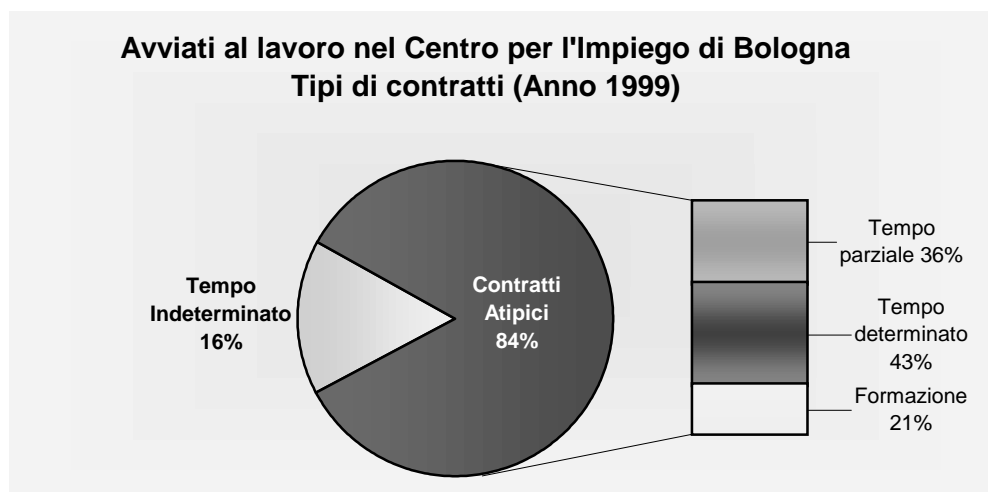 Avviati al lavoro nel Centro per l'Impiego di Bologna
Tipi di contratti (Anno 1999)
Tempo
Indeterminato
16%
Contratti
Atipici
84%
Tempo
parziale 36%
Tempo
determinato
43%
Formazione
21%